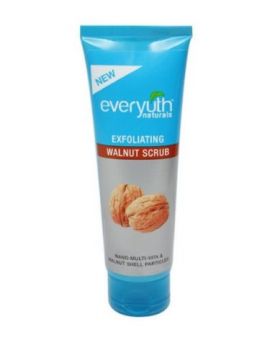 NEW
everyuth
naturals
EXFOLIATING
WALNUT SCRUB
NANO-MULTI-VITA &
WALNUT SHELL PARTICLES